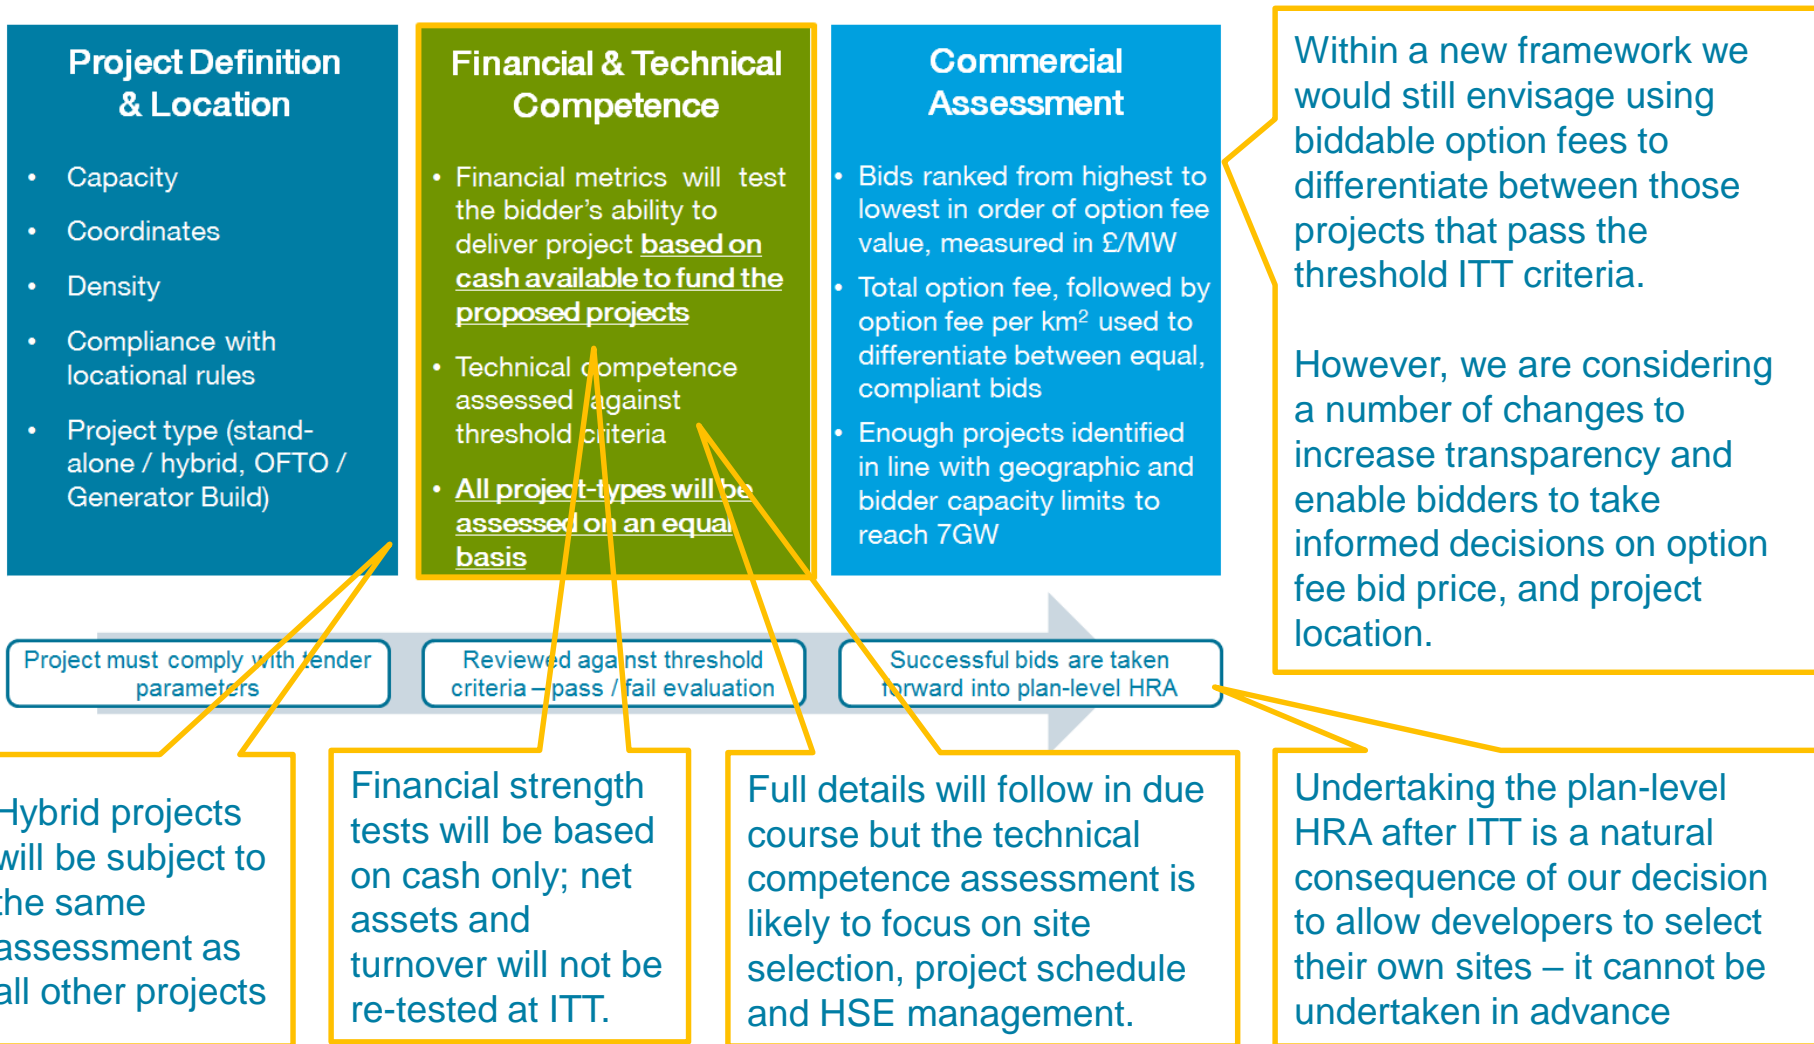 Project Definition
& Location
• Capacity
• Coordinates
• Density
• Compliance with
locational rules
• Project type (stand-
alone / hybrid, OFTO /
Generator Build)
Financial & Technical
Competence
• Financial metrics will test
the bidder's ability to
deliver project based on
cash available to fund the
proposed projects
• Technical competence
assessed against
threshold criteria
• All project-types will be
assessed on an equal
basis
Commercial
Assessment
• Bids ranked from highest to
lowest in order of option fee
value, measured in £/MW
• Total option fee, followed by
option fee per km² used to
differentiate between equal,
compliant bids
• Enough projects identified
in line with geographic and
bidder capacity limits to
reach 7GW
Within a new framework we
would still envisage using
biddable option fees to
differentiate between those
projects that pass the
threshold ITT criteria.
However, we are considering
a number of changes to
increase transparency and
enable bidders to take
informed decisions on option
fee bid price, and project
location.
Project must comply with tender
parameters
Reviewed against threshold
criteria – pass / fail evaluation
Successful bids are taken
forward into plan-level HRA
Hybrid projects
will be subject to
the same
assessment as
all other projects
Financial strength
tests will be based
on cash only; net
assets and
turnover will not be
re-tested at ITT.
Full details will follow in due
course but the technical
competence assessment is
likely to focus on site
selection, project schedule
and HSE management.
Undertaking the plan-level
HRA after ITT is a natural
consequence of our decision
to allow developers to select
their own sites – it cannot be
undertaken in advance